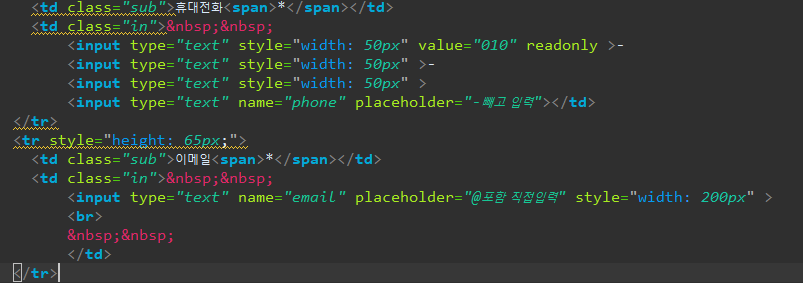 <td class="sub">휴대전화<span>*</span></td>
<td class="in">&nbsp;&nbsp;
<input type="text" style="width: 50px" value="010" readonly >-
<input type="text" style="width: 50px" >-
<input type="text" style="width: 50px" >
<input type="text" name="phone" placeholder="-빼고 입력"></td>
</tr>
<tr style="height: 65px;">
<td class="sub">이메일<span>*</span></td>
<td class="in">&nbsp;&nbsp;
<input type="text" name="email" placeholder="@포함 직접입력" style="width: 200px" >
<br>
&nbsp;&nbsp;
</td>
</tr>